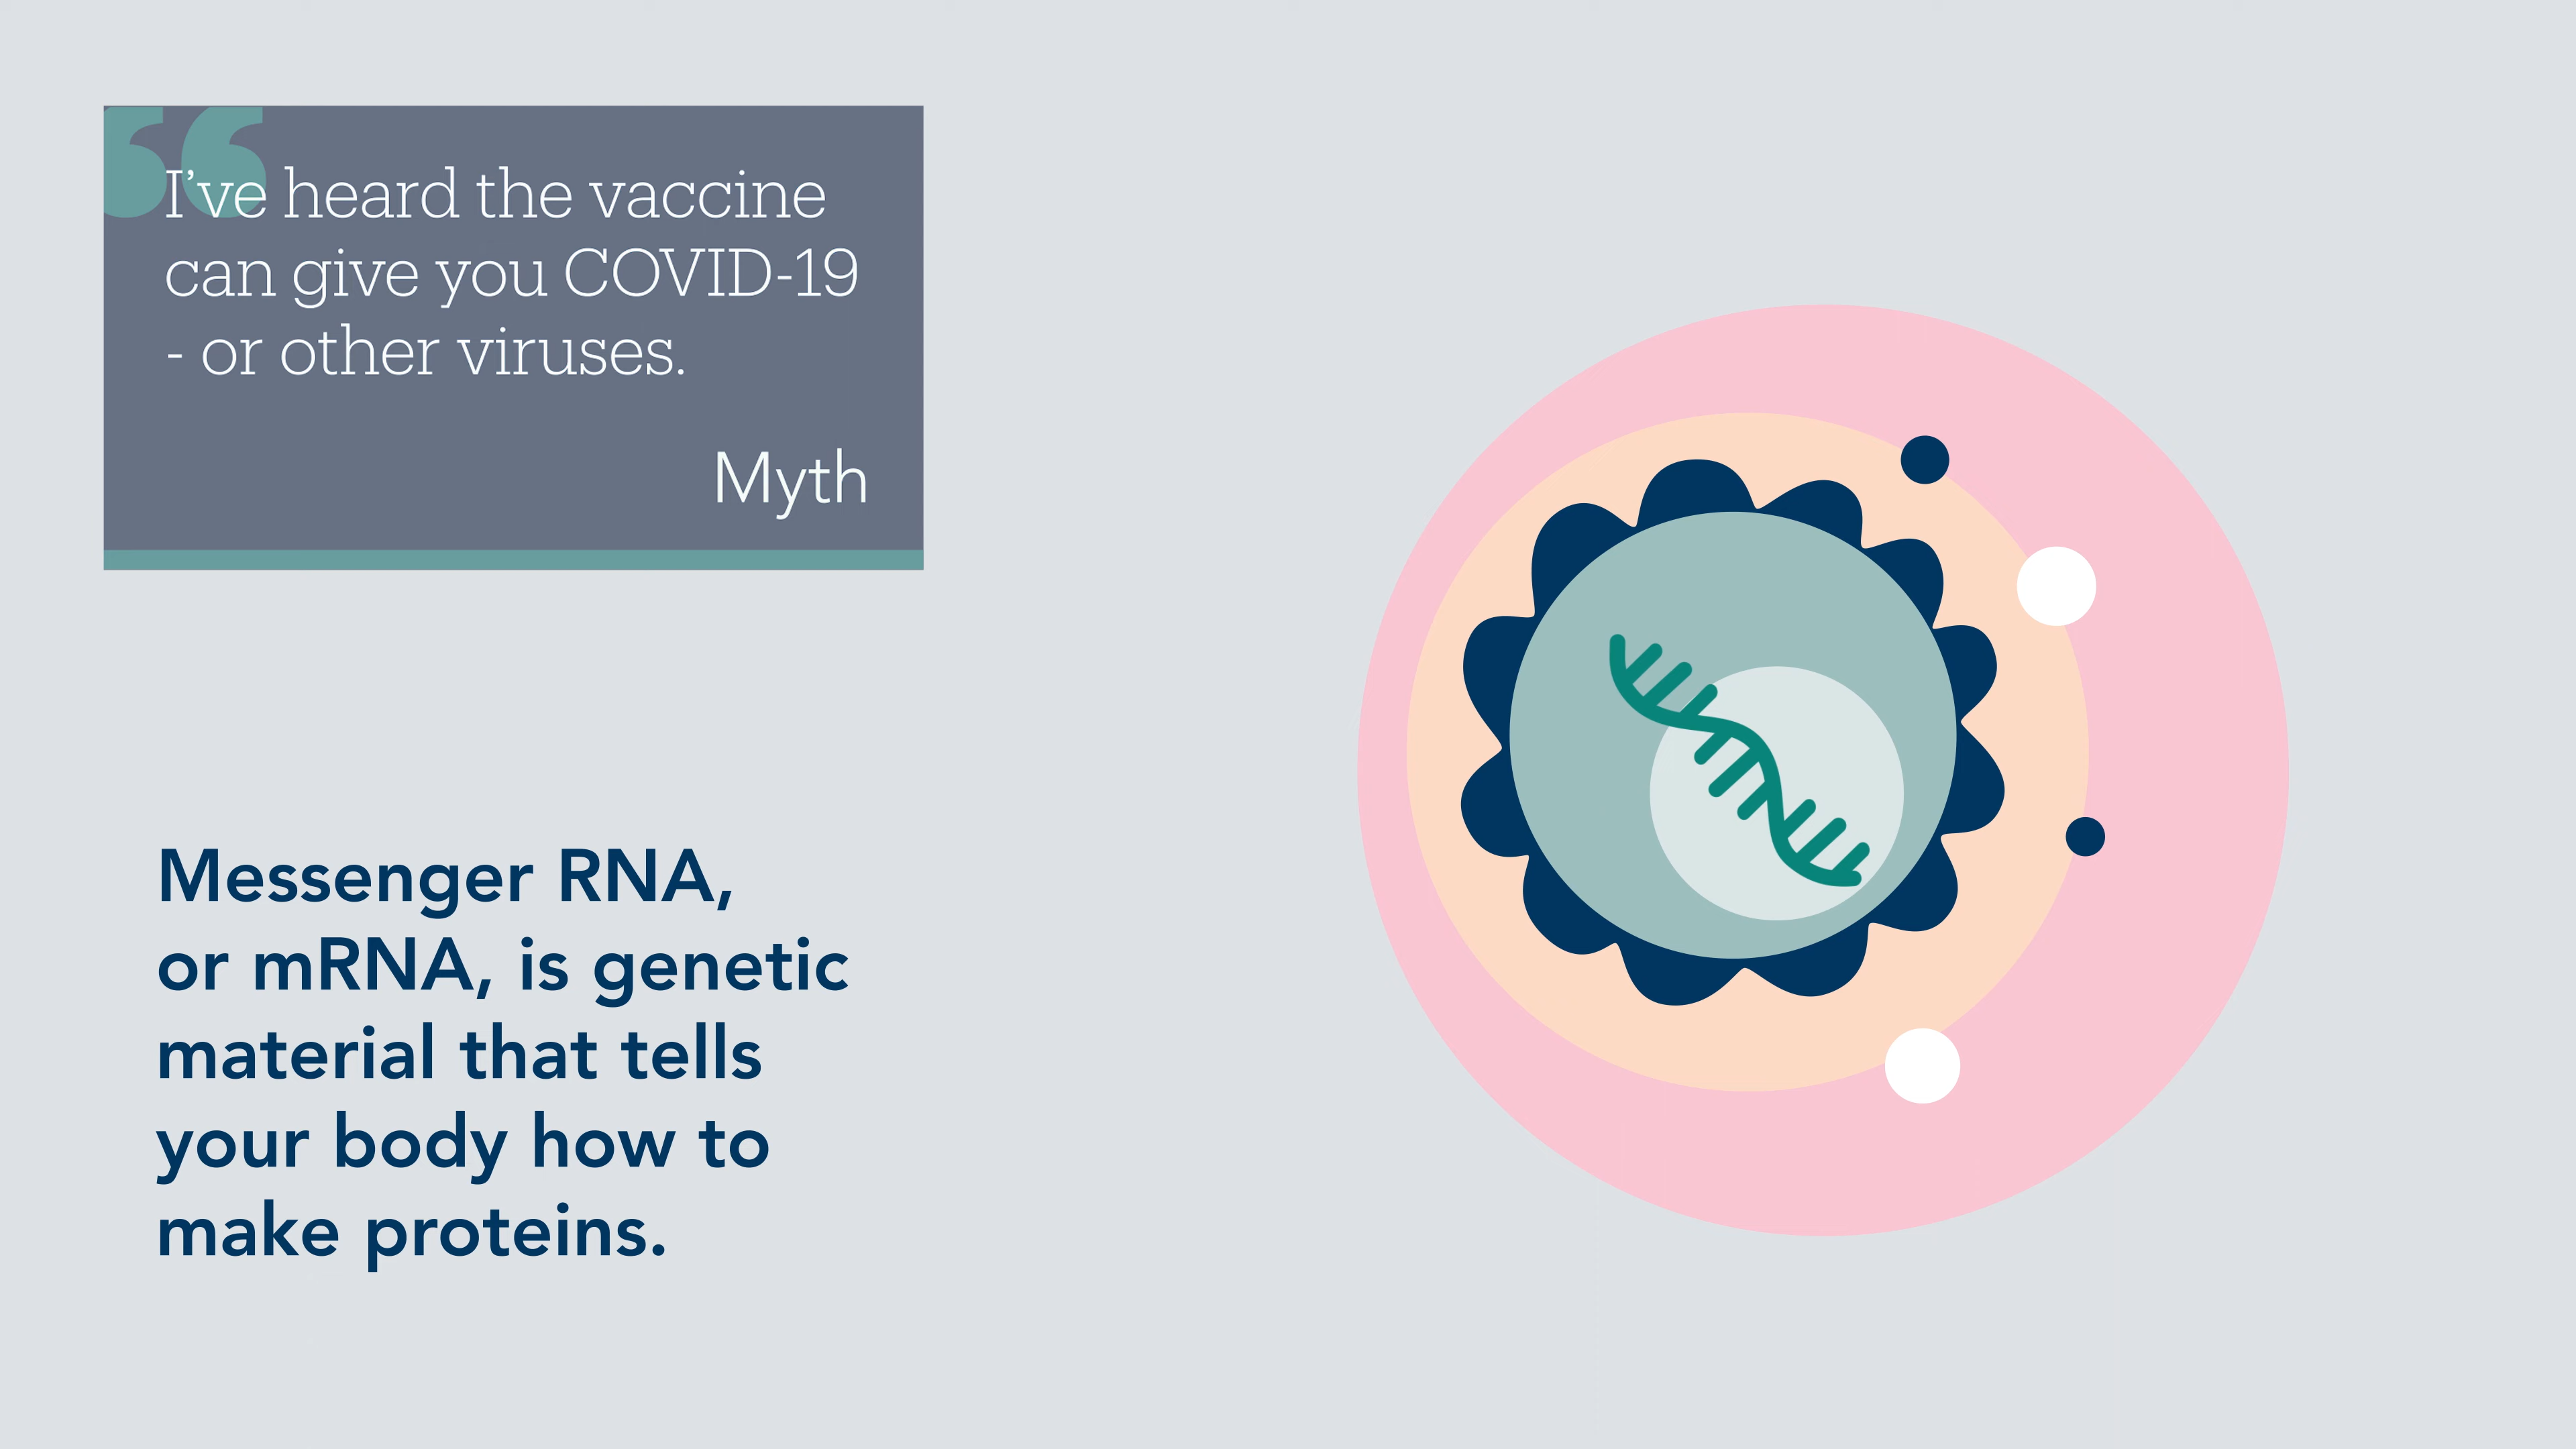 “
I’ve heard the vaccine
can give you COVID-19
- or other viruses.
Myth
Messenger RNA,
or mRNA, is genetic
material that tells
your body how to
make proteins.